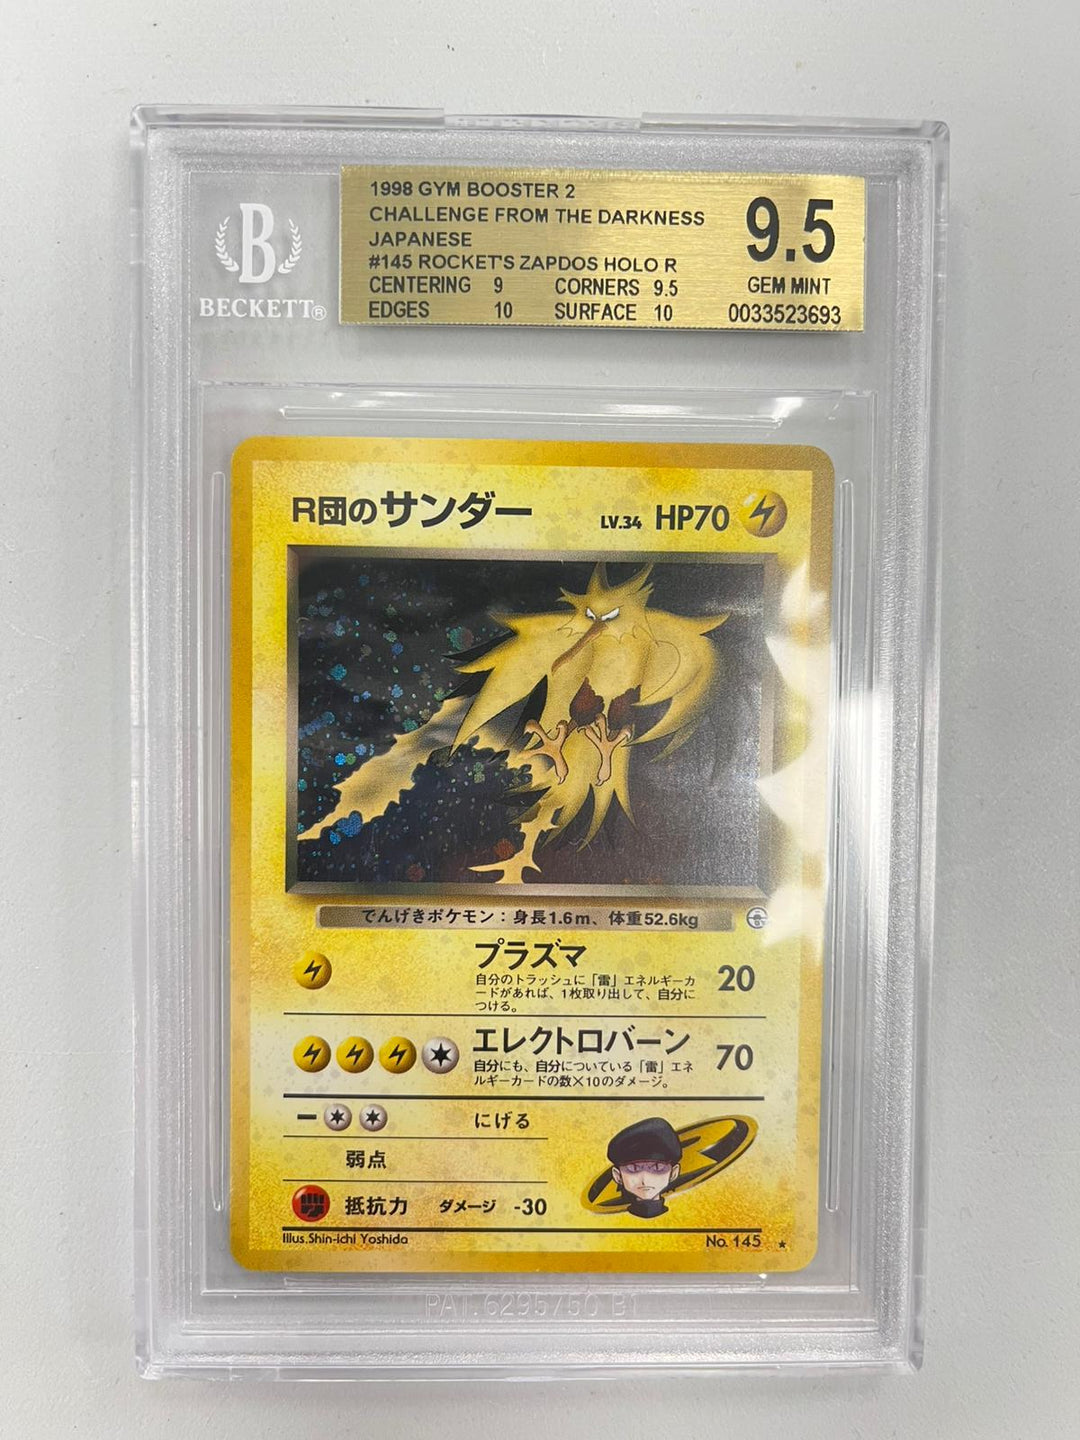 1998 GYM BOOSTER 2
CHALLENGE FROM THE DARKNESS
JAPANESE
#145 ROCKET'S ZAPDOS HOLO R
CENTERING 9 CORNERS 9.5
EDGES 10 SURFACE 10
9.5
GEM MINT
0033523693
B
BECKETT®
R団のサンダー LV.34 HP70
でんげきポケモン：身長1.6m、体重52.6kg
プラズマ 20
自分のトラッシュに「雷」エネルギーカ
ードがあれば、1枚取り出して、自分に
つける。
エレクトロバーン 70
自分にも、自分についている「雷」エネ
ルギーカードの数×10のダメージ。
にげる
弱点
抵抗力 ダメージ -30
Illus.Shin-ichi Yoshida No. 145
PAT. 6295750 B1